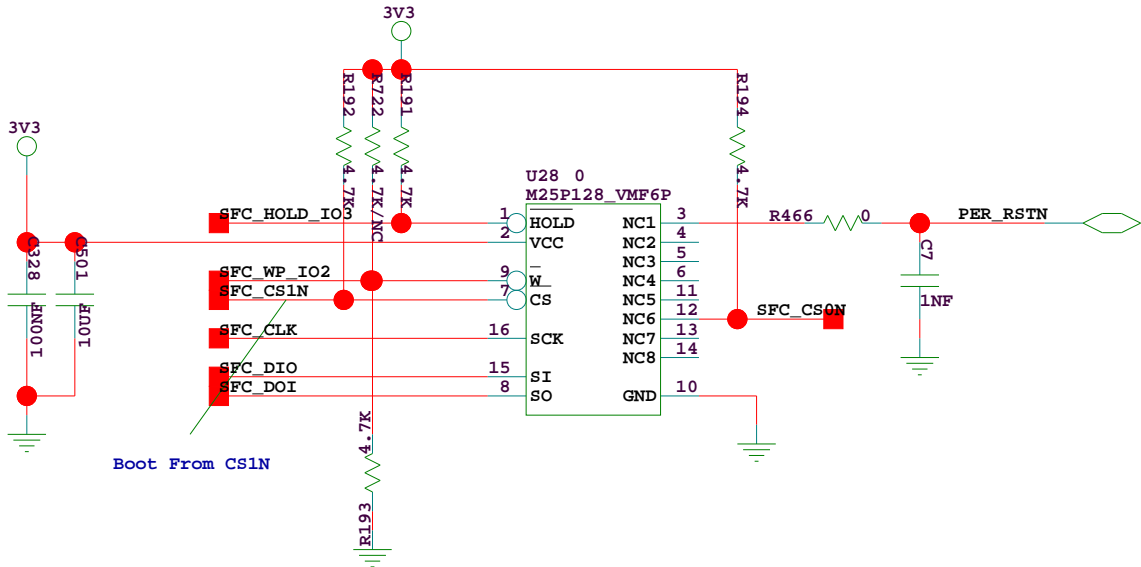 3V3
3V3
R192
R722
R191
R194
4.7K
4.7K/NC
4.7K
4.7K
U28 0
M25P128_VMF6P
SFC_HOLD_IO3
1
HOLD
NC1
3
R466
0
PER_RSTN
2
VCC
NC2
4
C328
C501
NC3
5
C7
SFC_WP_IO2
9
W
NC4
6
SFC_CS1N
7
CS
NC5
11
1NF
100NF
10UF
NC6
12
SFC_CS0N
SFC_CLK
16
SCK
NC7
13
NC8
14
SFC_DIO
15
SI
SFC_DOI
8
SO
GND
10
4.7K
R193
Boot From CS1N